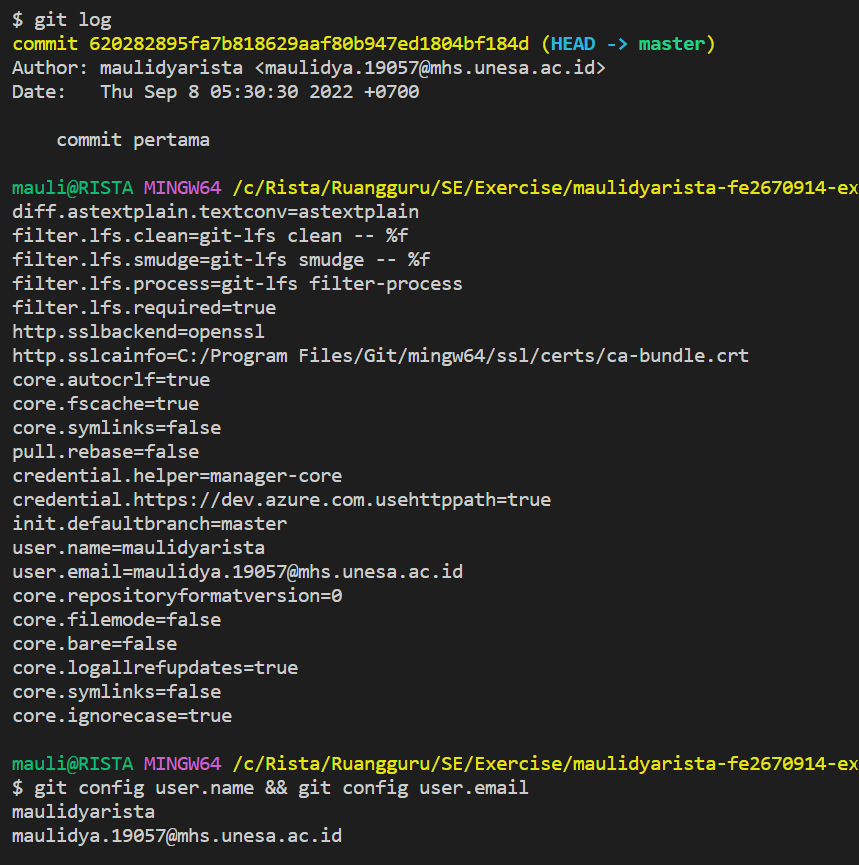 $ git log
commit 620282895fa7b818629aaf80b947ed1804bf184d (HEAD -> master)
Author: maulidyarista <maulidya.19057@mhs.unesa.ac.id>
Date:   Thu Sep 8 05:30:30 2022 +0700
    commit pertama
mauli@RISTA MINGW64 /c/Rista/Ruangguru/SE/Exercise/maulidyarista-fe2670914-ex
diff.astextplain.textconv=astextplain
filter.lfs.clean=git-lfs clean -- %f
filter.lfs.smudge=git-lfs smudge -- %f
filter.lfs.process=git-lfs filter-process
filter.lfs.required=true
http.sslbackend=openssl
http.sslcainfo=C:/Program Files/Git/mingw64/ssl/certs/ca-bundle.crt
core.autocrlf=true
core.fscache=true
core.symlinks=false
pull.rebase=false
credential.helper=manager-core
credential.https://dev.azure.com.usehttppath=true
init.defaultbranch=master
user.name=maulidyarista
user.email=maulidya.19057@mhs.unesa.ac.id
core.repositoryformatversion=0
core.filemode=false
core.bare=false
core.logallrefupdates=true
core.symlinks=false
core.ignorecase=true
mauli@RISTA MINGW64 /c/Rista/Ruangguru/SE/Exercise/maulidyarista-fe2670914-ex
$ git config user.name && git config user.email
maulidyarista
maulidya.19057@mhs.unesa.ac.id